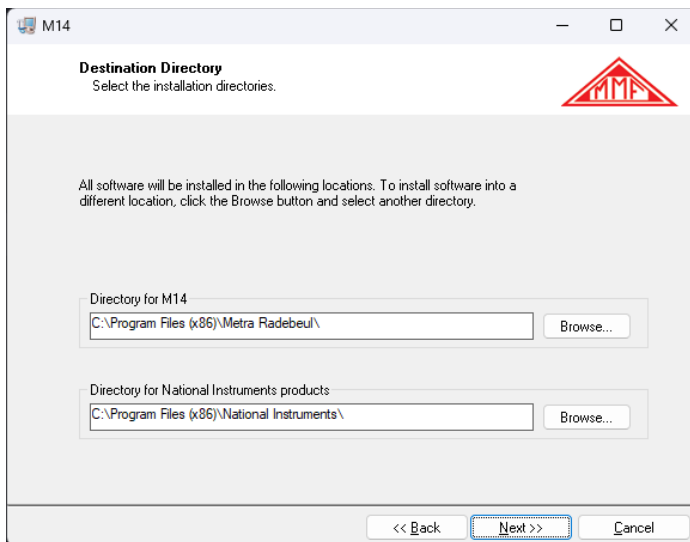 M14
Destination Directory
Select the installation directories.
MMF
All software will be installed in the following locations. To install software into a
different location, click the Browse button and select another directory.
Directory for M14
C:\Program Files (x86)\Metra Radebeul\
Browse...
Directory for National Instruments products
C:\Program Files (x86)\National Instruments\
Browse...
<< Back
Next >>
Cancel